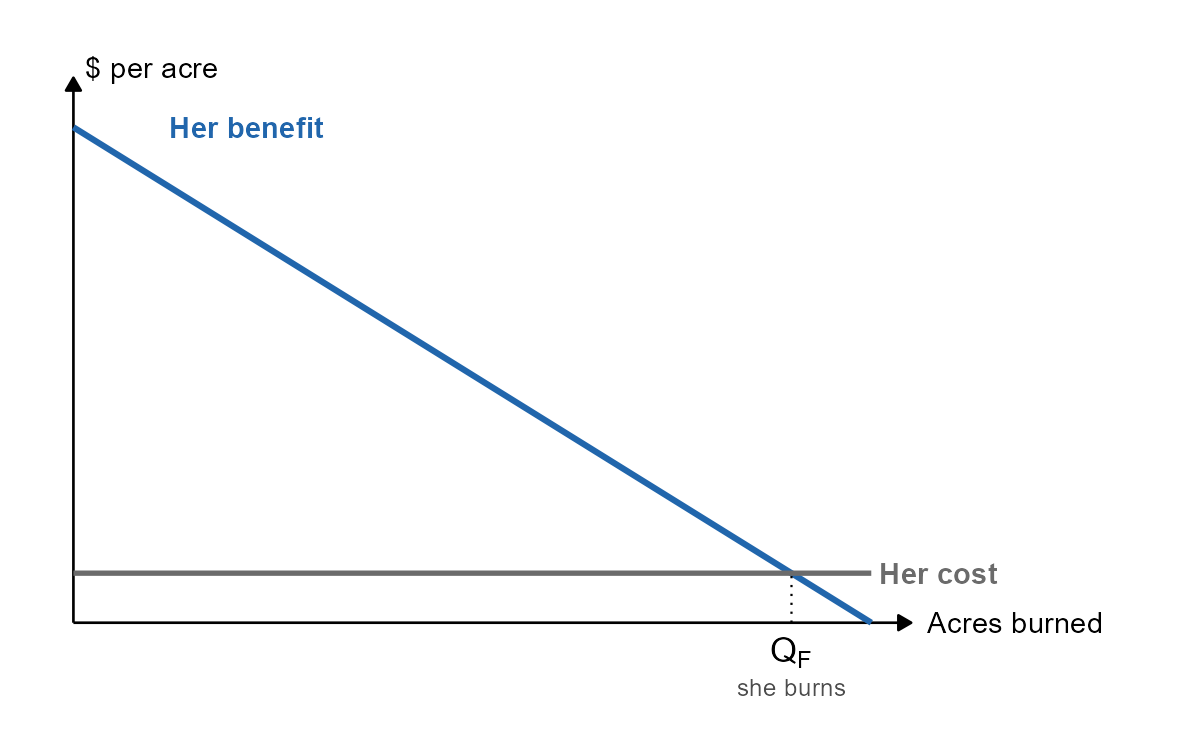 $ per acre
Her benefit
Her cost
Acres burned
QF
she burns